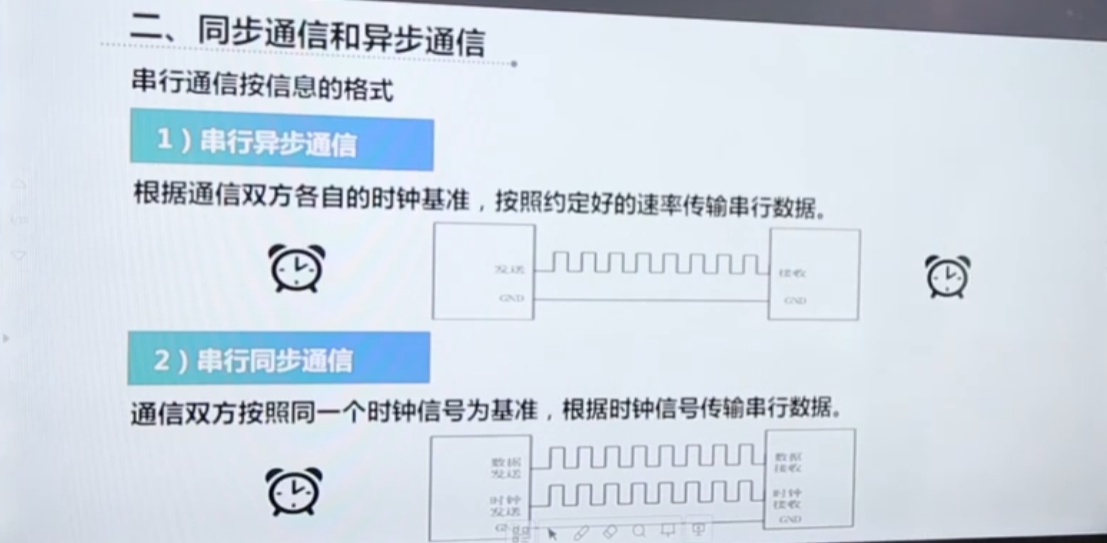 二、同步通信和异步通信
串行通信按信息的格式
1）串行异步通信
根据通信双方各自的时钟基准，按照约定好的速率传输串行数据。
发送
接收
GND
GND
2）串行同步通信
通信双方按照同一个时钟信号为基准，根据时钟信号传输串行数据。
数据
发送
数据
接收
时钟
发送
时钟
接收
GND